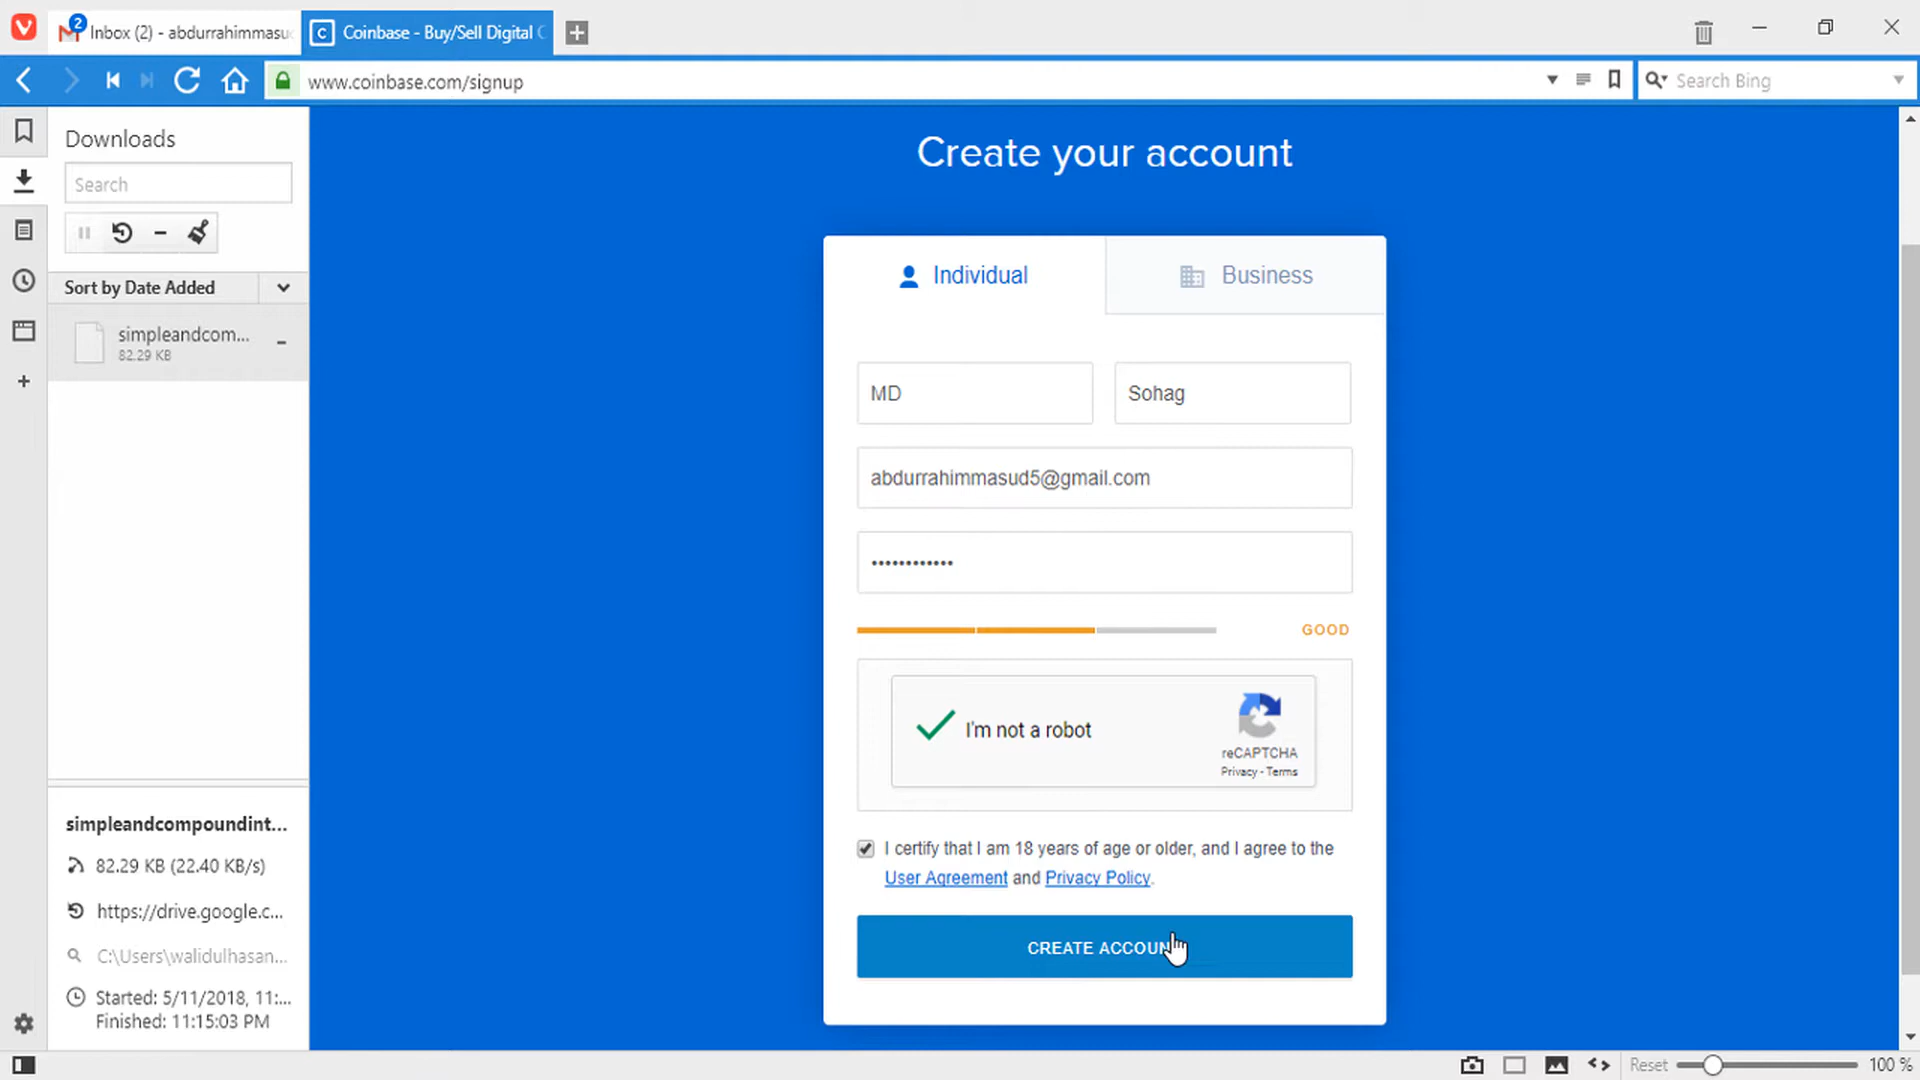 2
Inbox (2) - abdurrahimmasu
Coinbase - Buy/Sell Digital C
www.coinbase.com/signup
Search Bing
Downloads
Search
Sort by Date Added
simpleandcom...
82.29 KB
simpleandcompoundint...
82.29 KB (22.40 KB/s)
https://drive.google.c...
C:\Users\walidulhasan...
Started: 5/11/2018, 11:...
Finished: 11:15:03 PM
Create your account
Individual
Business
MD
Sohag
abdurrahimmasud5@gmail.com
GOOD
I'm not a robot
reCAPTCHA
Privacy - Terms
I certify that I am 18 years of age or older, and I agree to the
User Agreement and Privacy Policy.
CREATE ACCOUN
Reset
100 %